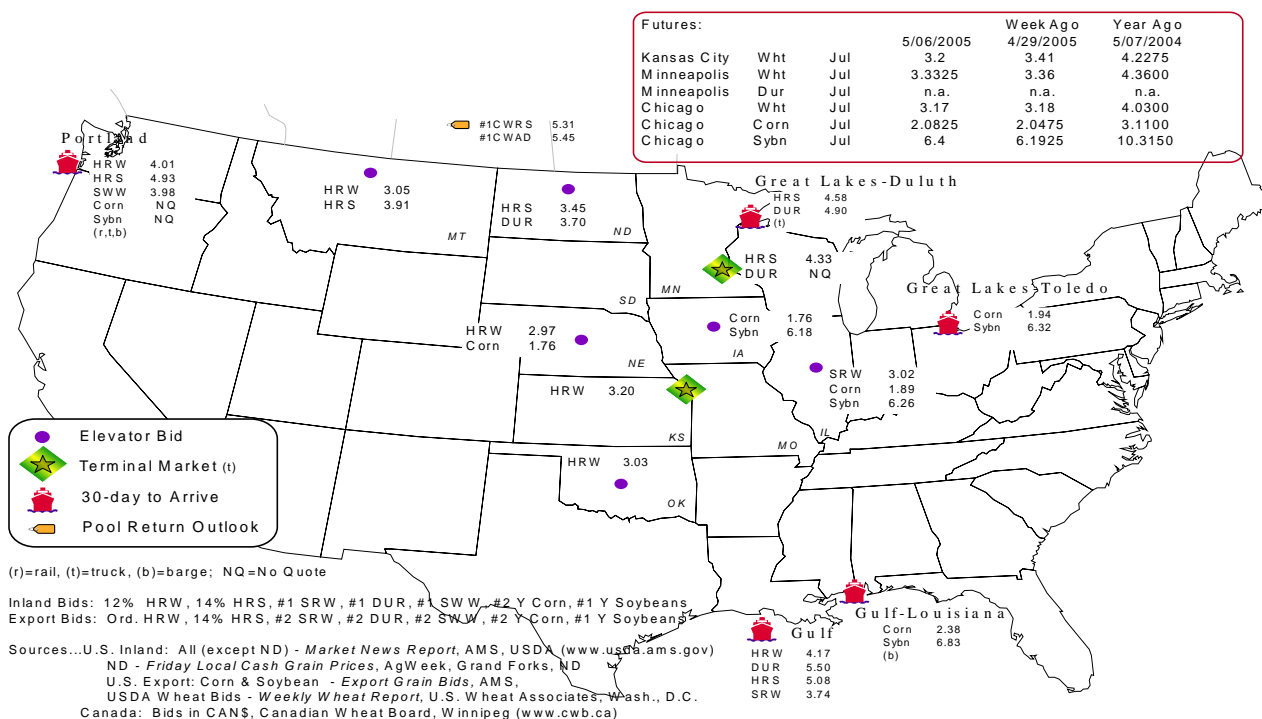 Futures: Week Ago Year Ago
5/06/2005 4/29/2005 5/07/2004
Kansas City Wht Jul 3.2 3.41 4.2275
Minneapolis Wht Jul 3.3325 3.36 4.3600
Minneapolis Dur Jul n.a. n.a. n.a.
Chicago Wht Jul 3.17 3.18 4.0300
Chicago Corn Jul 2.0825 2.0475 3.1100
Chicago Sybn Jul 6.4 6.1925 10.3150
#1CWRS 5.31
#1CWAD 5.45
Portland
HRW 4.01
HRS 4.93
SWW 3.98
Corn NQ
Sybn NQ
(r,t,b)
HRW 3.05
HRS 3.91
MT
HRS 3.45
DUR 3.70
ND
Great Lakes-Duluth
HRS 4.58
DUR 4.90
(t)
HRS 4.33
DUR NQ
MN
SD
Great Lakes-Toledo
Corn 1.94
Sybn 6.32
HRW 2.97
Corn 1.76
NE
Corn 1.76
Sybn 6.18
IA
SRW 3.02
Corn 1.89
Sybn 6.26
IL
HRW 3.20
KS
MO
HRW 3.03
OK
Elevator Bid
Terminal Market (t)
30-day to Arrive
Pool Return Outlook
Gulf-Louisiana
Corn 2.38
Sybn 6.83
(b)
Gulf
HRW 4.17
DUR 5.50
HRS 5.08
SRW 3.74
(r)=rail, (t)=truck, (b)=barge; NQ=No Quote
Inland Bids: 12% HRW, 14% HRS, #1 SRW, #1 DUR, #1 SWW, #2 Y Corn, #1 Y Soybeans
Export Bids: Ord. HRW, 14% HRS, #2 SRW, #2 DUR, #2 SWW, #2 Y Corn, #1 Y Soybeans
Sources...U.S. Inland: All (except ND) - Market News Report, AMS, USDA (www.usda.ams.gov)
ND - Friday Local Cash Grain Prices, AgWeek, Grand Forks, ND
U.S. Export: Corn & Soybean - Export Grain Bids, AMS,
USDA Wheat Bids - Weekly Wheat Report, U.S. Wheat Associates, Wash., D.C.
Canada: Bids in CAN$, Canadian Wheat Board, Winnipeg (www.cwb.ca)